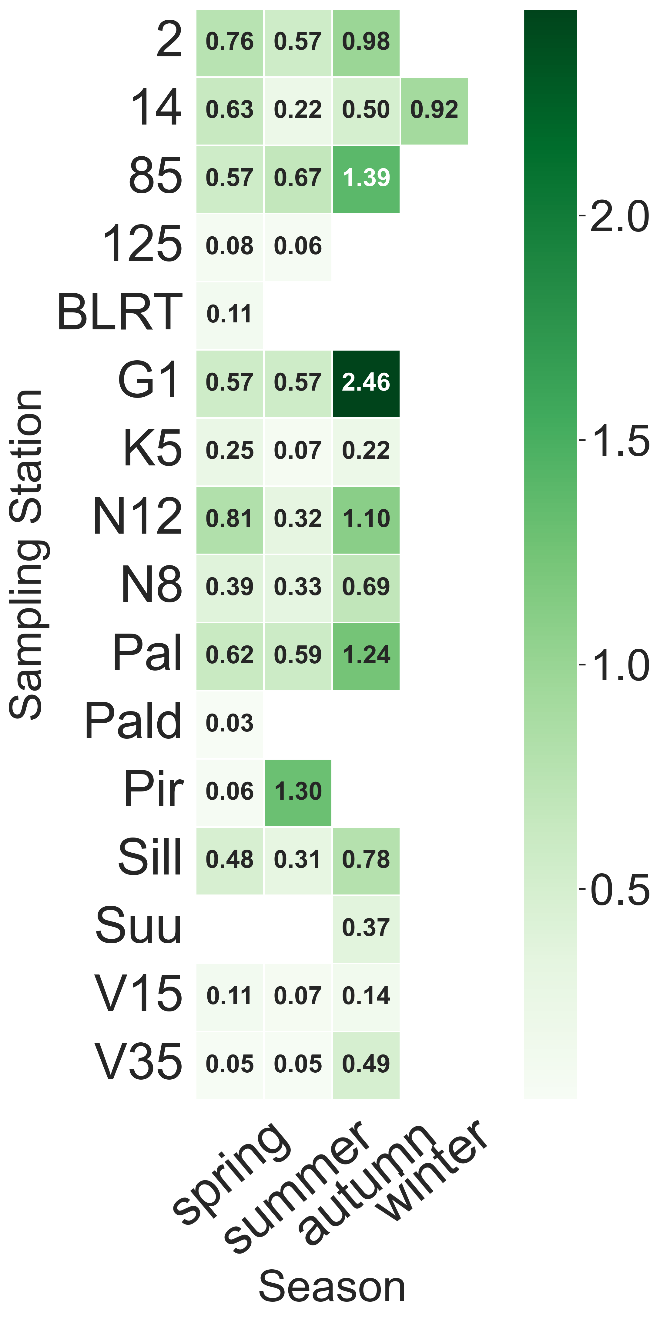 2 0.76 0.57 0.98
14 0.63 0.22 0.50 0.92
85 0.57 0.67 1.39
2.0
125 0.08 0.06
BLRT 0.11
G1 0.57 0.57 2.46
K5 0.25 0.07 0.22
1.5
N12 0.81 0.32 1.10
N8 0.39 0.33 0.69
Pal 0.62 0.59 1.24
1.0
Pald 0.03
Pir 0.06 1.30
Sill 0.48 0.31 0.78
0.5
Suu 0.37
V15 0.11 0.07 0.14
V35 0.05 0.05 0.49
Sampling Station
spring
summer
autumn
winter
Season